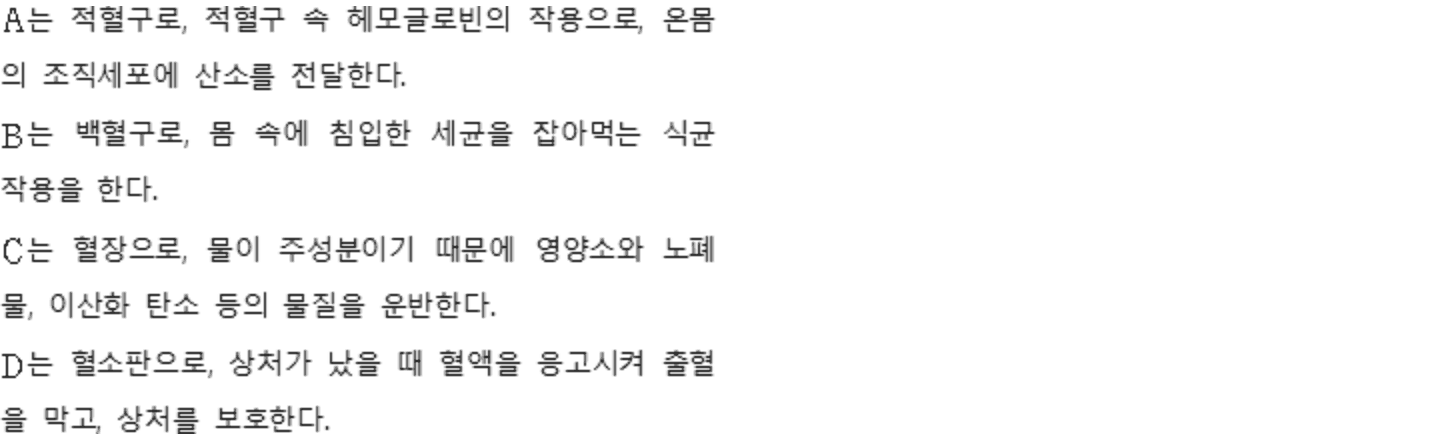 A는 적혈구로, 적혈구 속 헤모글로빈의 작용으로, 온몸
의 조직세포에 산소를 전달한다.
B는 백혈구로, 몸 속에 침입한 세균을 잡아먹는 식균
작용을 한다.
C는 혈장으로, 물이 주성분이기 때문에 영양소와 노폐
물, 이산화 탄소 등의 물질을 운반한다.
D는 혈소판으로, 상처가 났을 때 혈액을 응고시켜 출혈
을 막고, 상처를 보호한다.